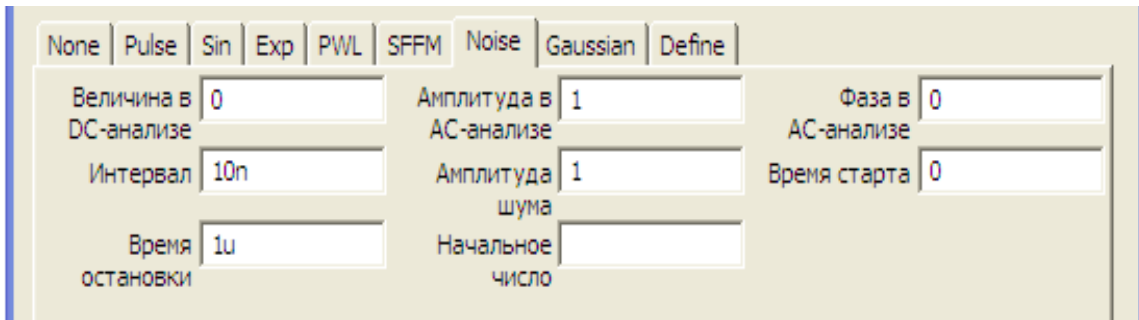 None Pulse Sin Exp PWL SFFM Noise Gaussian Define
Величина в 0 Амплитуда в 1 Фаза в 0
DC-анализе АС-анализе АС-анализе
Интервал 10n Амплитуда 1 Время старта 0
шума
Время 1u Начальное
остановки число